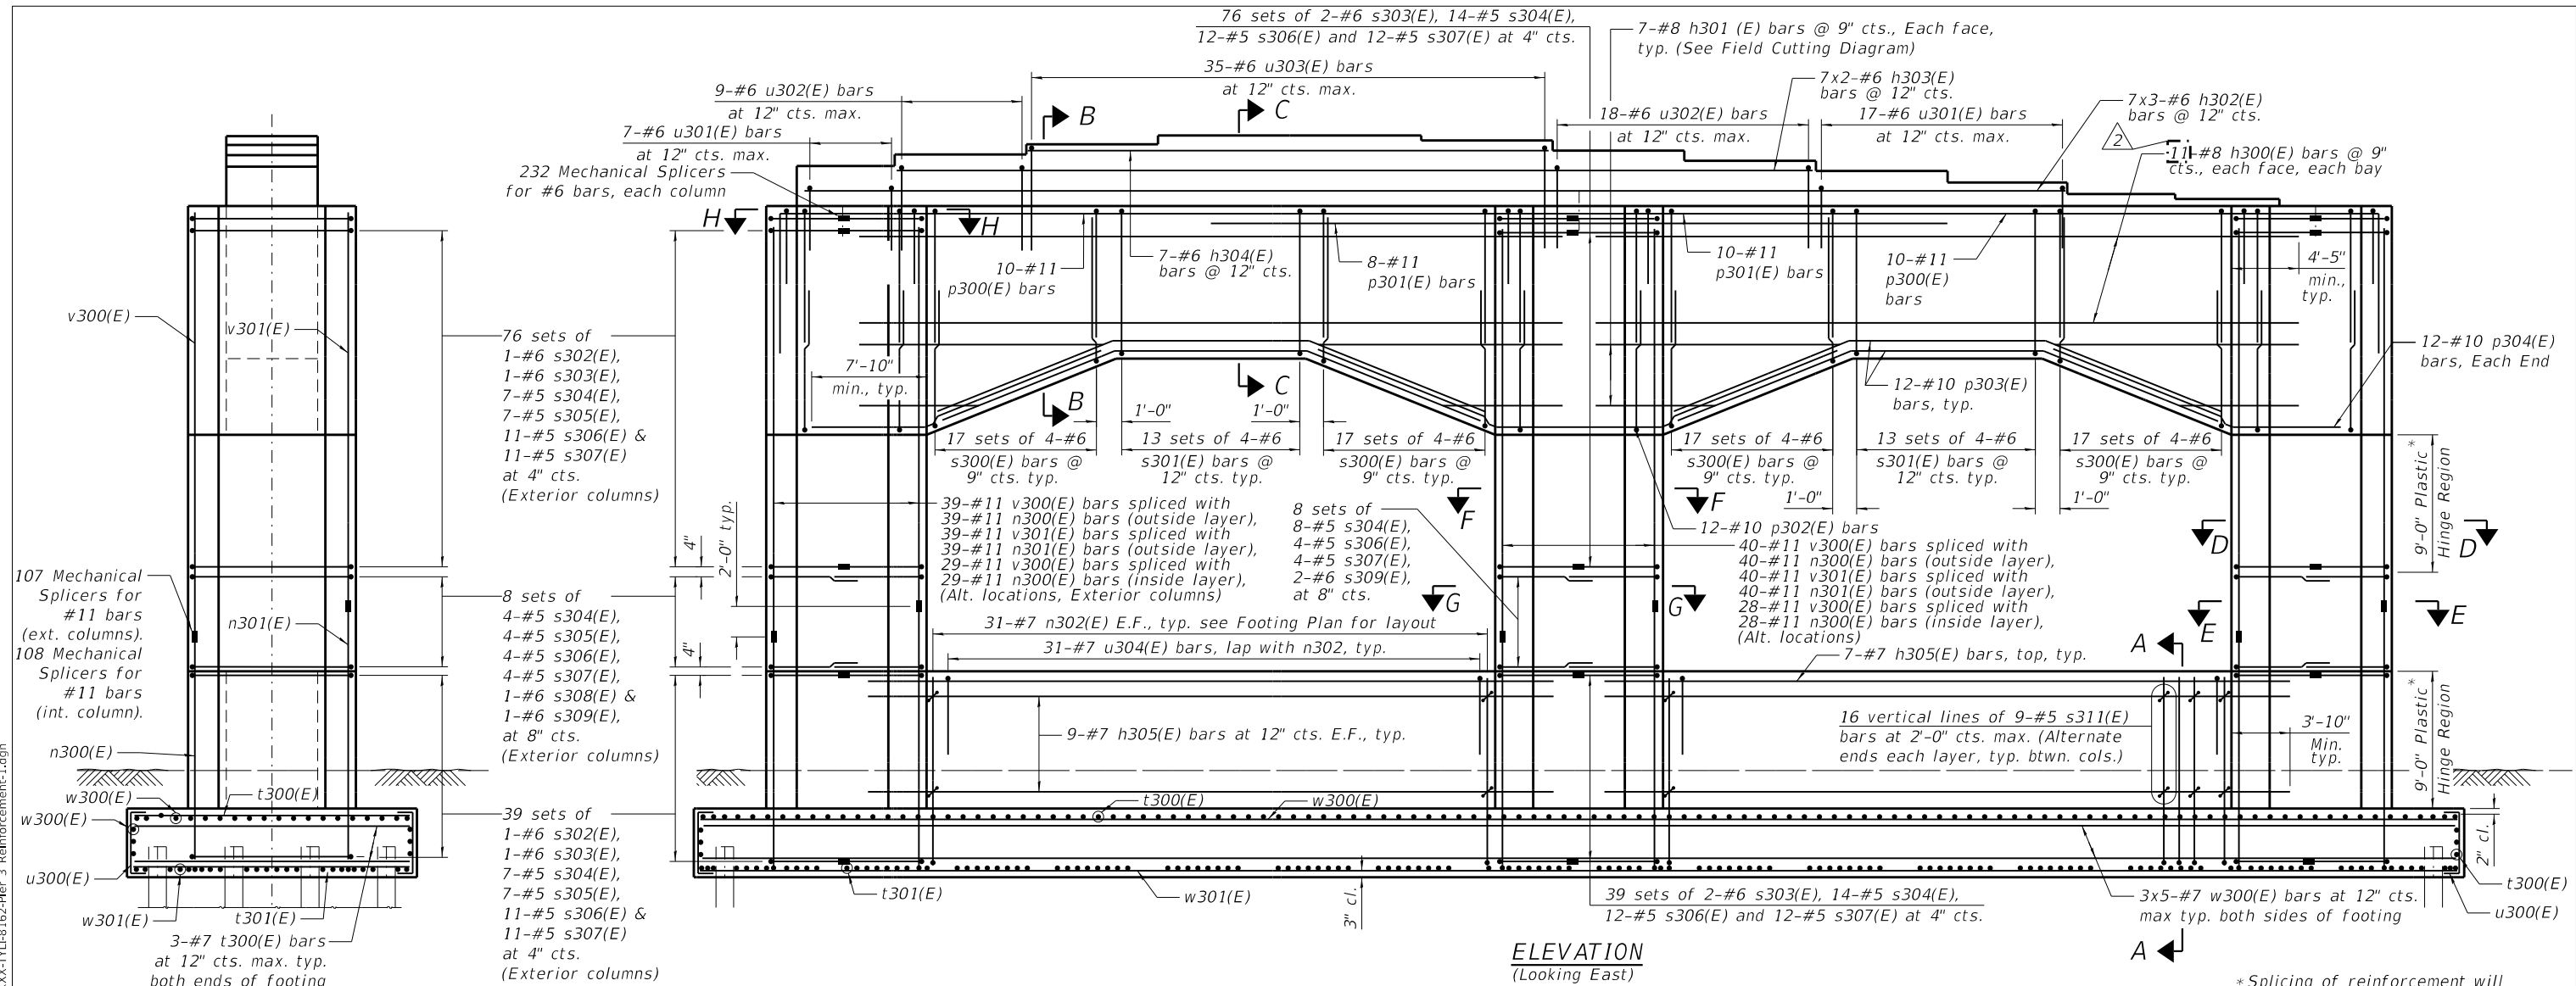 76 sets of 2-#6 s303(E), 14-#5 s304(E),
12-#5 s306(E) and 12-#5 s307(E) at 4" cts.
7-#8 h301 (E) bars @ 9" cts., Each face,
typ. (See Field Cutting Diagram)
35-#6 u303(E) bars
at 12" cts. max.
9-#6 u302(E) bars
at 12" cts. max.
7-#6 u301(E) bars
at 12" cts. max.
232 Mechanical Splicers
for #6 bars, each column
B
C
7x2-#6 h303(E)
bars @ 12" cts.
18-#6 u302(E) bars
at 12" cts. max.
17-#6 u301(E) bars
at 12" cts. max.
7x3-#6 h302(E)
bars @ 12" cts.
2
11-#8 h300(E) bars @ 9"
cts., each face, each bay
H
H
10-#11
p300(E) bars
7-#6 h304(E)
bars @ 12" cts.
8-#11
p301(E) bars
10-#11
p301(E) bars
10-#11
p300(E)
bars
4'-5"
min.,
typ.
v300(E)
v301(E)
76 sets of
1-#6 s302(E),
1-#6 s303(E),
7-#5 s304(E),
7-#5 s305(E),
11-#5 s306(E) &
11-#5 s307(E)
at 4" cts.
(Exterior columns)
7'-10"
min., typ.
B
C
12-#10 p303(E)
bars, typ.
12-#10 p304(E)
bars, Each End
1'-0"
1'-0"
17 sets of 4-#6
s300(E) bars @
9" cts. typ.
13 sets of 4-#6
s301(E) bars @
12" cts. typ.
17 sets of 4-#6
s300(E) bars @
9" cts. typ.
17 sets of 4-#6
s300(E) bars @
9" cts. typ.
13 sets of 4-#6
s301(E) bars @
12" cts. typ.
17 sets of 4-#6
s300(E) bars @
9" cts. typ.
1'-0"
1'-0"
9'-0" Plastic *
Hinge Region
39-#11 v300(E) bars spliced with
39-#11 n300(E) bars (outside layer),
39-#11 v301(E) bars spliced with
39-#11 n301(E) bars (outside layer),
29-#11 v300(E) bars spliced with
29-#11 n300(E) bars (inside layer),
(Alt. locations, Exterior columns)
8 sets of
8-#5 s304(E),
4-#5 s306(E),
4-#5 s307(E),
2-#6 s309(E),
at 8" cts.
F
F
12-#10 p302(E) bars
40-#11 v300(E) bars spliced with
40-#11 n300(E) bars (outside layer),
40-#11 v301(E) bars spliced with
40-#11 n301(E) bars (outside layer),
28-#11 v300(E) bars spliced with
28-#11 n300(E) bars (inside layer),
(Alt. locations)
D
D
4"
2'-0" typ.
4"
107 Mechanical
Splicers for
#11 bars
(ext. columns).
108 Mechanical
Splicers for
#11 bars
(int. column).
n301(E)
n300(E)
8 sets of
4-#5 s304(E),
4-#5 s305(E),
4-#5 s306(E),
4-#5 s307(E),
1-#6 s308(E) &
1-#6 s309(E),
at 8" cts.
(Exterior columns)
G
G
E
E
31-#7 n302(E) E.F., typ. see Footing Plan for layout
31-#7 u304(E) bars, lap with n302, typ.
7-#7 h305(E) bars, top, typ.
A
9-#7 h305(E) bars at 12" cts. E.F., typ.
16 vertical lines of 9-#5 s311(E)
bars at 2'-0" cts. max. (Alternate
ends each layer, typ. btwn. cols.)
3'-10"
Min.
typ.
9'-0" Plastic *
Hinge Region
w300(E)
t300(E)
w300(E)
u300(E)
w301(E)
t301(E)
3-#7 t300(E) bars
at 12" cts. max. typ.
both ends of footing
39 sets of
1-#6 s302(E),
1-#6 s303(E),
7-#5 s304(E),
7-#5 s305(E),
11-#5 s306(E) &
11-#5 s307(E)
at 4" cts.
(Exterior columns)
t300(E)
w300(E)
t301(E)
w301(E)
3" cl.
39 sets of 2-#6 s303(E), 14-#5 s304(E),
12-#5 s306(E) and 12-#5 s307(E) at 4" cts.
3x5-#7 w300(E) bars at 12" cts.
max typ. both sides of footing
2" cl.
t300(E)
u300(E)
A
ELEVATION
(Looking East)
*Splicing of reinforcement will